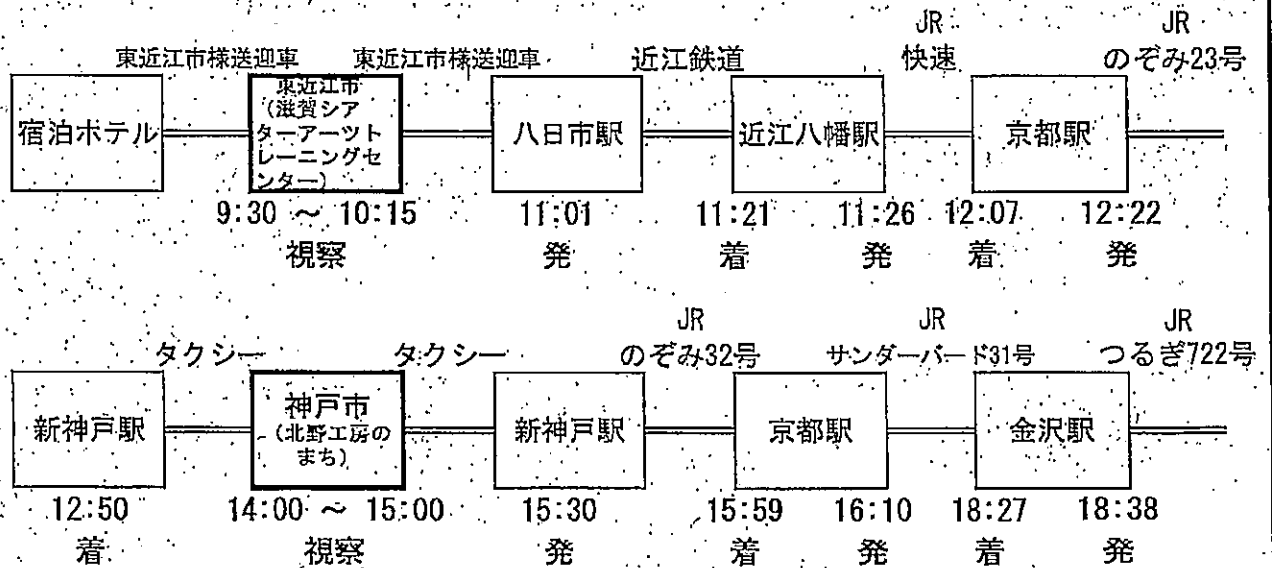 JR
JR
東近江市様送迎車 東近江市様送迎車 近江鉄道 快速 のぞみ23号
宿泊ホテル
東近江市
(滋賀シア
ターアーツト
レーニングセ
ンター)
八日市駅 近江八幡駅 京都駅
9:30 ~ 10:15 11:01 11:21 11:26 12:07 12:22
視察 発 着 発 着 発
JR JR JR
タクシー タクシー のぞみ32号 サンダーバード31号 つるぎ722号
新神戸駅
神戸市
(北野工房の
まち)
新神戸駅 京都駅 金沢駅
12:50 14:00 ~ 15:00 15:30 15:59 16:10 18:27 18:38
着 視察 発 着 発 着 発